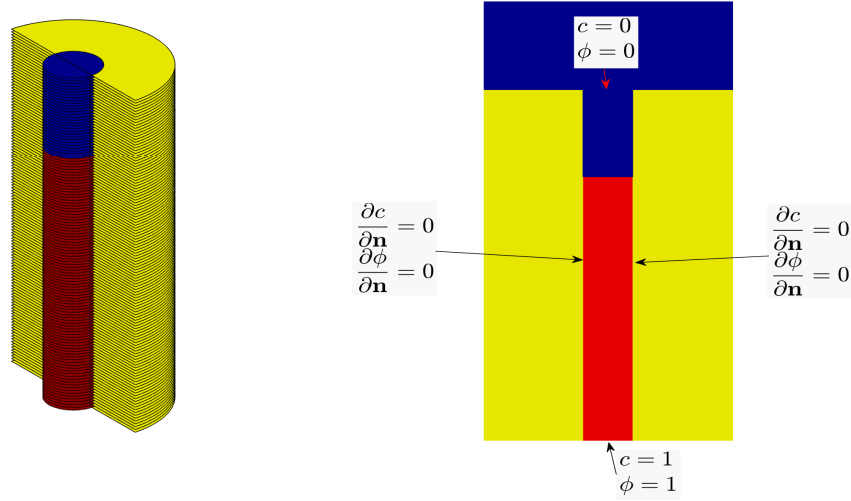 c = 0
ϕ = 0
∂c/∂n = 0
∂ϕ/∂n = 0
∂c/∂n = 0
∂ϕ/∂n = 0
c = 1
ϕ = 1